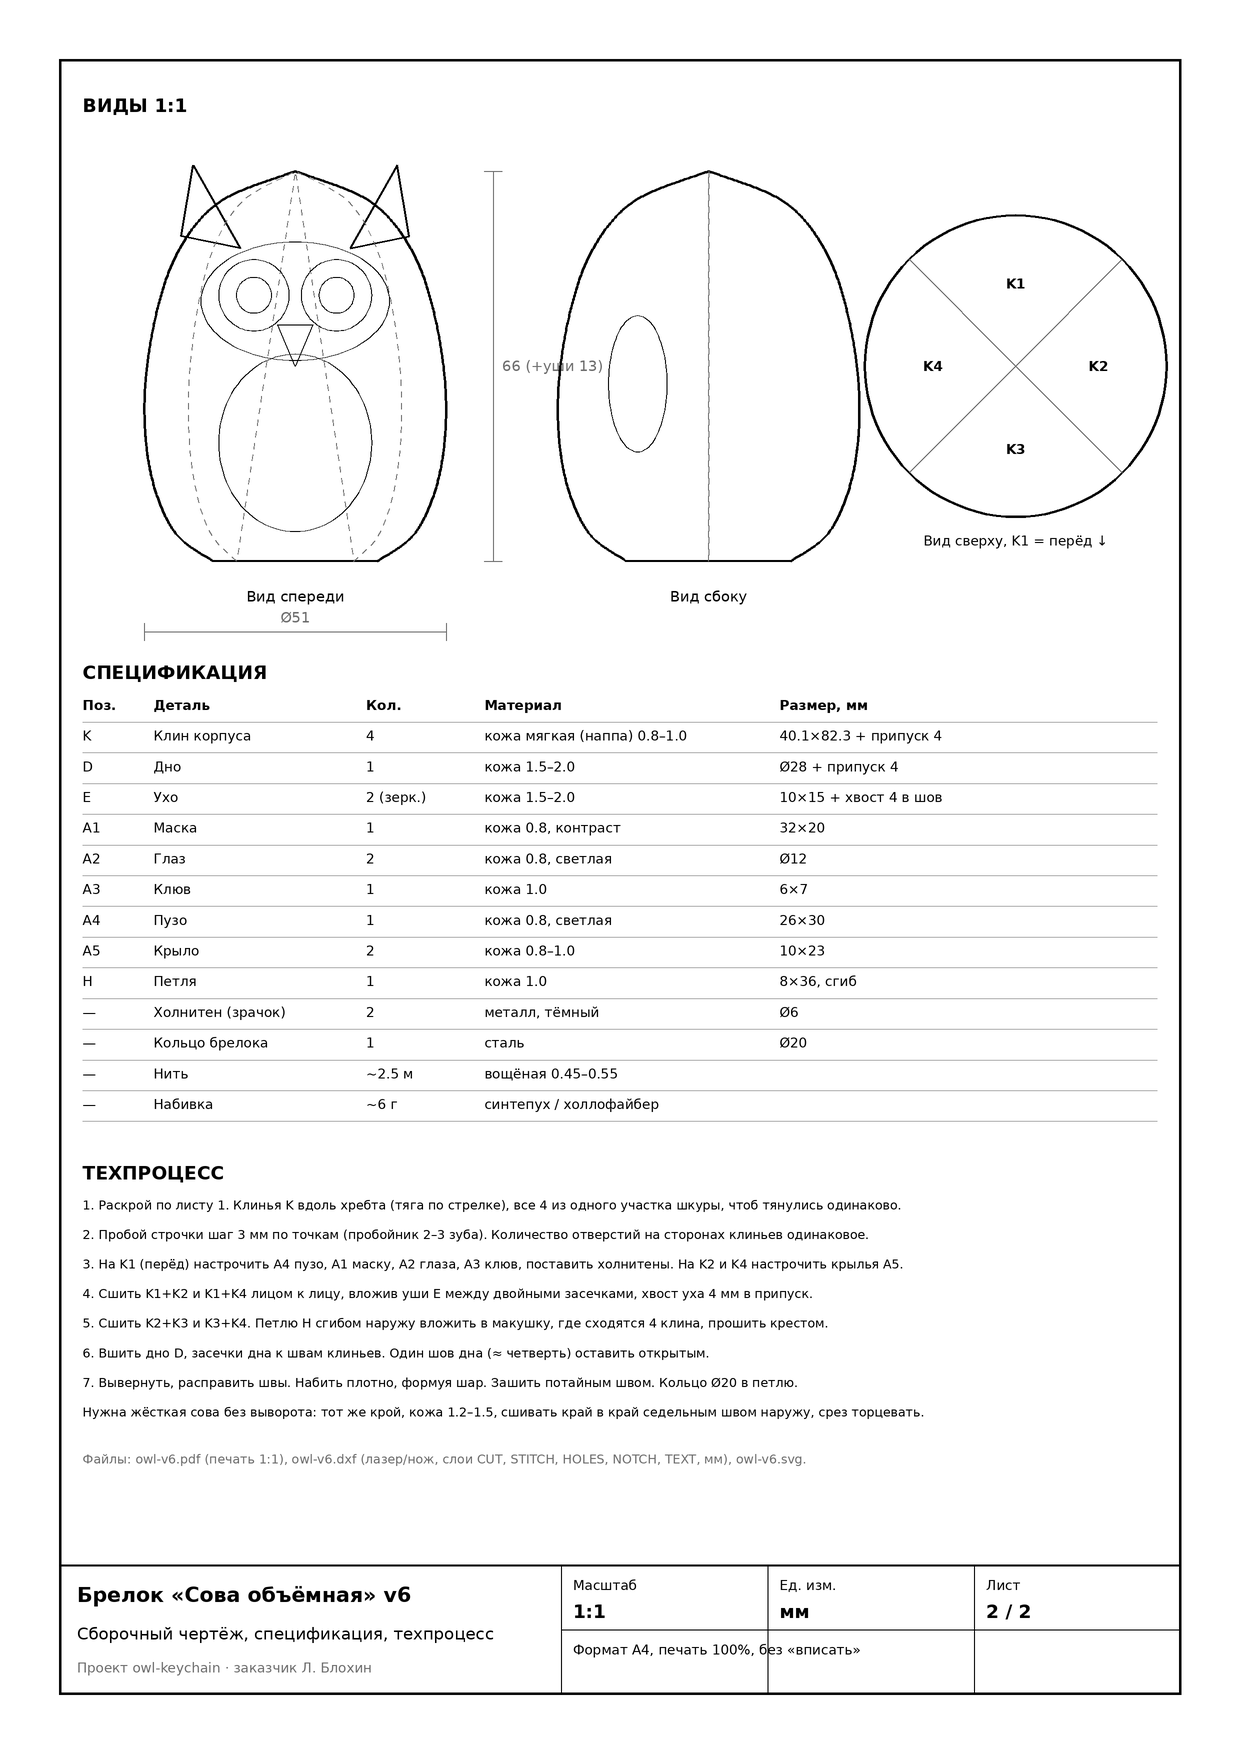 ВИДЫ 1:1
66 (+уши 13)
K1
K4
K2
K3
Вид сверху, K1 = перёд ↓
Вид спереди
Вид сбоку
Ø51
СПЕЦИФИКАЦИЯ
Поз. Деталь Кол. Материал Размер, мм
K Клин корпуса 4 кожа мягкая (наппа) 0.8–1.0 40.1×82.3 + припуск 4
D Дно 1 кожа 1.5–2.0 Ø28 + припуск 4
E Ухо 2 (зерк.) кожа 1.5–2.0 10×15 + хвост 4 в шов
A1 Маска 1 кожа 0.8, контраст 32×20
A2 Глаз 2 кожа 0.8, светлая Ø12
A3 Клюв 1 кожа 1.0 6×7
A4 Пузо 1 кожа 0.8, светлая 26×30
A5 Крыло 2 кожа 0.8–1.0 10×23
H Петля 1 кожа 1.0 8×36, сгиб
— Холнитен (зрачок) 2 металл, тёмный Ø6
— Кольцо брелока 1 сталь Ø20
— Нить ~2.5 м вощёная 0.45–0.55
— Набивка ~6 г синтепух / холлофайбер
ТЕХПРОЦЕСС
1. Раскрой по листу 1. Клинья K вдоль хребта (тяга по стрелке), все 4 из одного участка шкуры, чтоб тянулись одинаково.
2. Пробой строчки шаг 3 мм по точкам (пробойник 2–3 зуба). Количество отверстий на сторонах клиньев одинаковое.
3. На K1 (перёд) настрочить A4 пузо, A1 маску, A2 глаза, A3 клюв, поставить холнитены. На K2 и K4 настрочить крылья A5.
4. Сшить K1+K2 и K1+K4 лицом к лицу, вложив уши E между двойными засечками, хвост уха 4 мм в припуск.
5. Сшить K2+K3 и K3+K4. Петлю H сгибом наружу вложить в макушку, где сходятся 4 клина, прошить крестом.
6. Вшить дно D, засечки дна к швам клиньев. Один шов дна (≈ четверть) оставить открытым.
7. Вывернуть, расправить швы. Набить плотно, формуя шар. Зашить потайным швом. Кольцо Ø20 в петлю.
Нужна жёсткая сова без выворота: тот же крой, кожа 1.2–1.5, сшивать край в край седельным швом наружу, срез торцевать.
Файлы: owl-v6.pdf (печать 1:1), owl-v6.dxf (лазер/нож, слои CUT, STITCH, HOLES, NOTCH, TEXT, мм), owl-v6.svg.
Брелок «Сова объёмная» v6
Сборочный чертёж, спецификация, техпроцесс
Проект owl-keychain · заказчик Л. Блохин
Масштаб Ед. изм. Лист
1:1 мм 2 / 2
Формат A4, печать 100%, без «вписать»